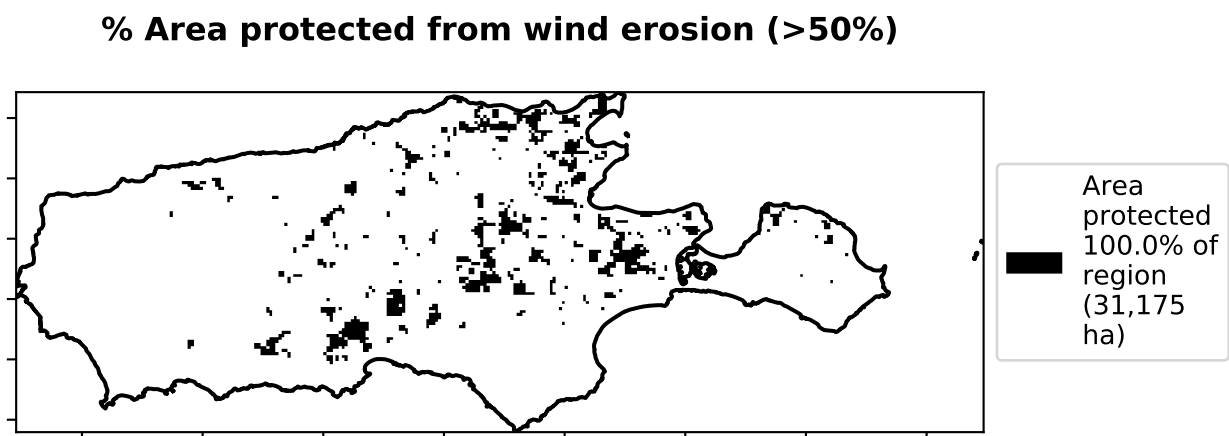 % Area protected from wind erosion (>50%)
Area
protected
100.0% of
region
(31,175
ha)